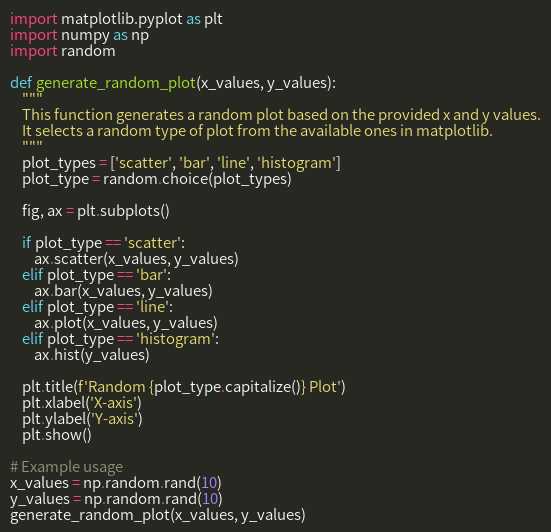 import matplotlib.pyplot as plt
import numpy as np
import random

def generate_random_plot(x_values, y_values):
    """
    This function generates a random plot based on the provided x and y values.
    It selects a random type of plot from the available ones in matplotlib.
    """
    plot_types = ['scatter', 'bar', 'line', 'histogram']
    plot_type = random.choice(plot_types)

    fig, ax = plt.subplots()

    if plot_type == 'scatter':
        ax.scatter(x_values, y_values)
    elif plot_type == 'bar':
        ax.bar(x_values, y_values)
    elif plot_type == 'line':
        ax.plot(x_values, y_values)
    elif plot_type == 'histogram':
        ax.hist(y_values)

    plt.title(f'Random {plot_type.capitalize()} Plot')
    plt.xlabel('X-axis')
    plt.ylabel('Y-axis')
    plt.show()

# Example usage
x_values = np.random.rand(10)
y_values = np.random.rand(10)
generate_random_plot(x_values, y_values)